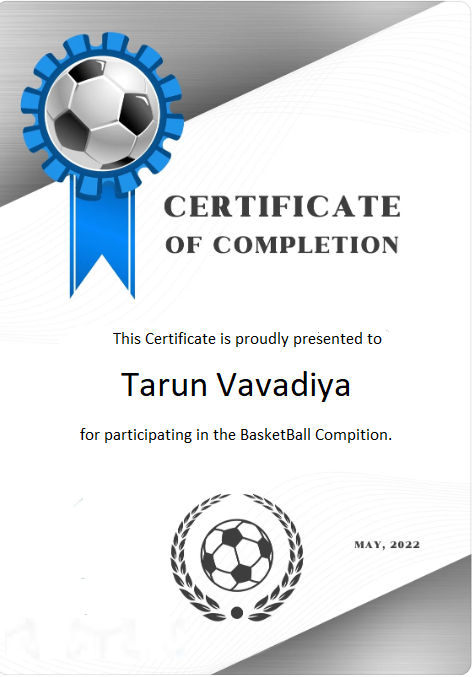 CERTIFICATE
OF COMPLETION
This Certificate is proudly presented to
Tarun Vavadiya
for participating in the BasketBall Compition.
MAY, 2022